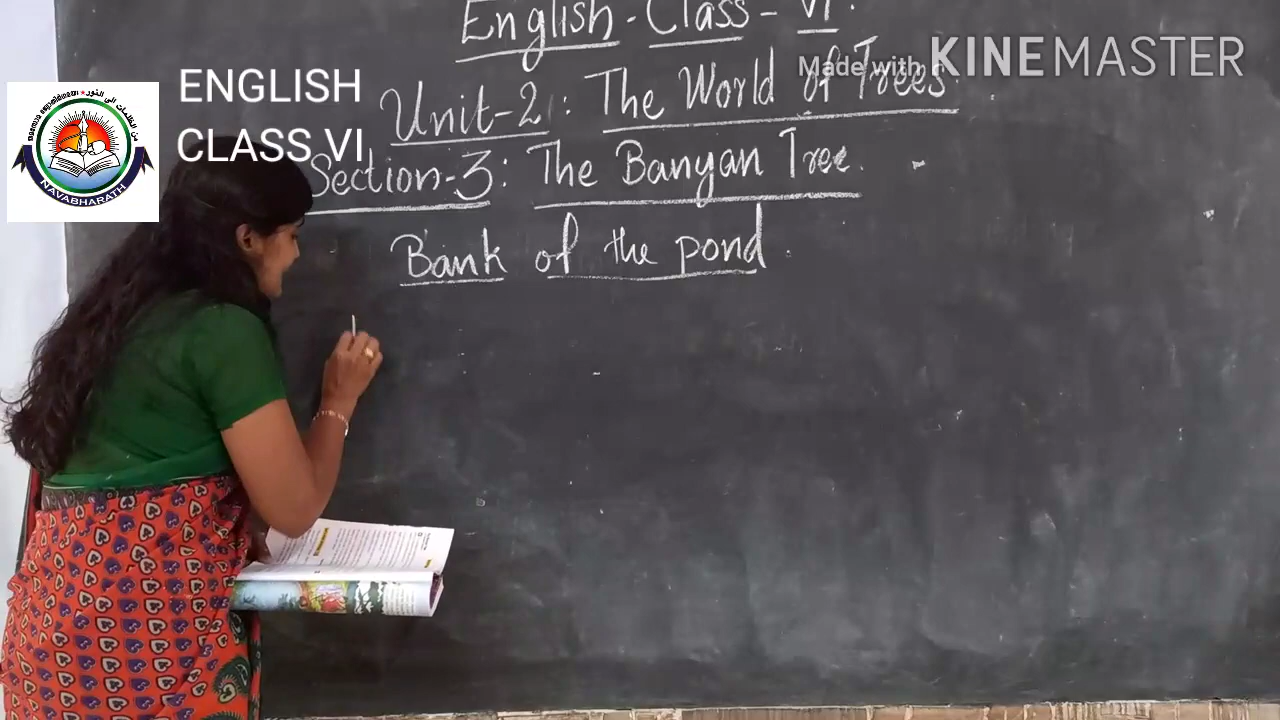 English - Class - VI.
Made with KINEMASTER
ENGLISH
CLASS VI
Unit-2 : The World of Trees.
Section-3 : The Banyan Tree.
Bank of the pond.
NAVABHARATH